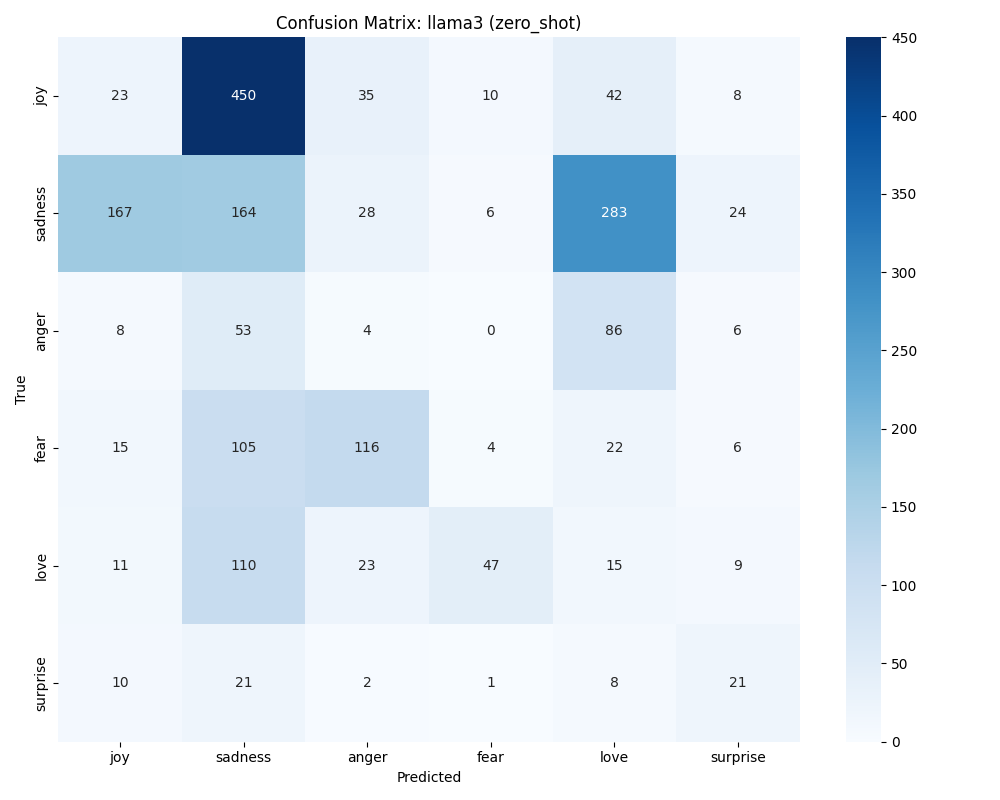 Confusion Matrix: llama3 (zero_shot)
joy 23 450 35 10 42 8
sadness 167 164 28 6 283 24
anger 8 53 4 0 86 6
fear 15 105 116 4 22 6
love 11 110 23 47 15 9
surprise 10 21 2 1 8 21
True
joy sadness anger fear love surprise
Predicted
450
400
350
300
250
200
150
100
50
0